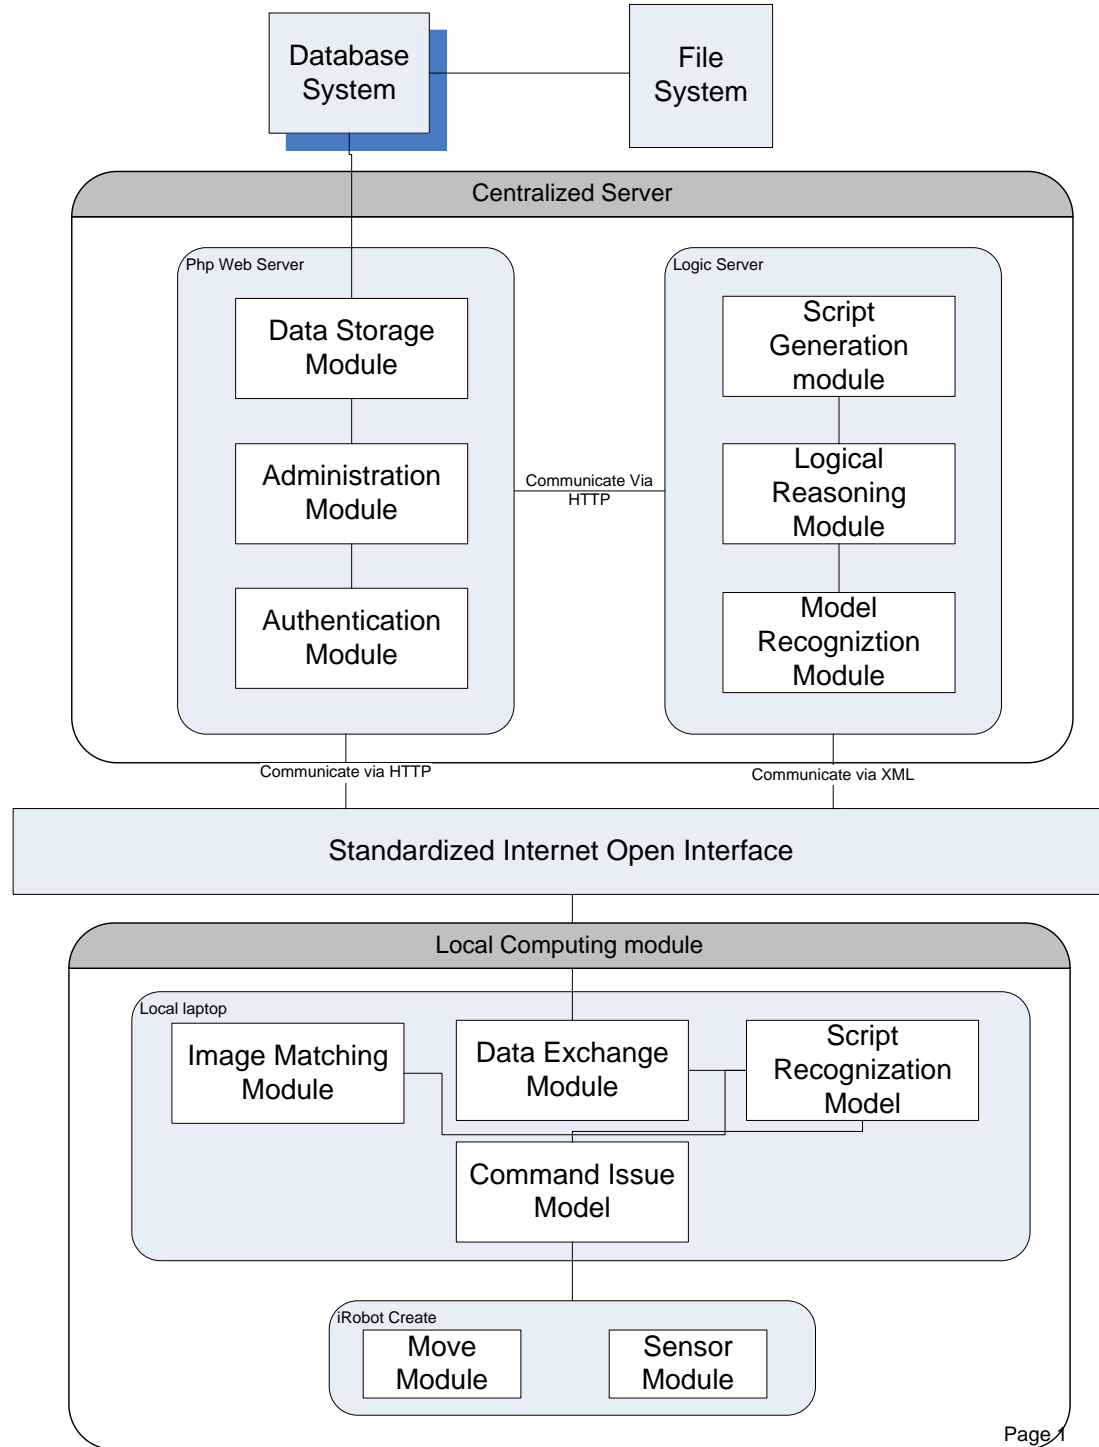 Database
System
File
System
Centralized Server
Php Web Server
Data Storage
Module
Administration
Module
Authentication
Module
Communicate Via
HTTP
Logic Server
Script
Generation
module
Logical
Reasoning
Module
Model
Recogniztion
Module
Communicate via HTTP
Communicate via XML
Standardized Internet Open Interface
Local Computing module
Local laptop
Image Matching
Module
Data Exchange
Module
Script
Recognization
Model
Command Issue
Model
iRobot Create
Move
Module
Sensor
Module
Page 1